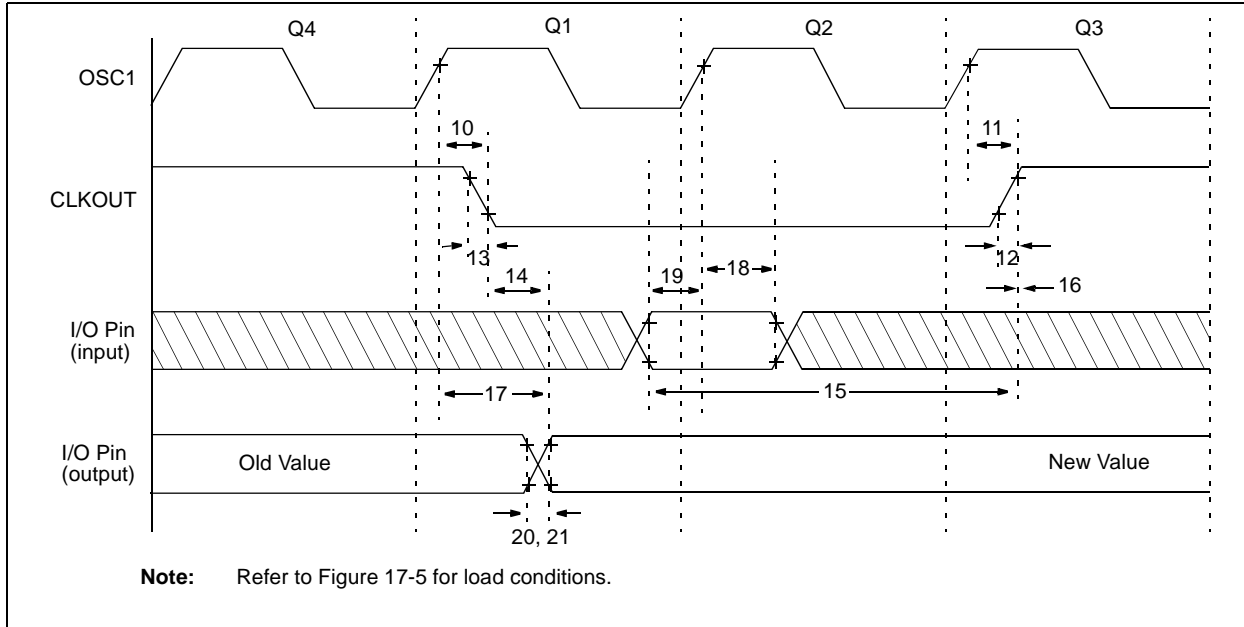 Q4 Q1 Q2 Q3
OSC1
10 11
CLKOUT
13 12
14 19 18 16
I/O Pin
(input)
17 15
I/O Pin
(output)
Old Value New Value
20, 21
Note: Refer to Figure 17-5 for load conditions.